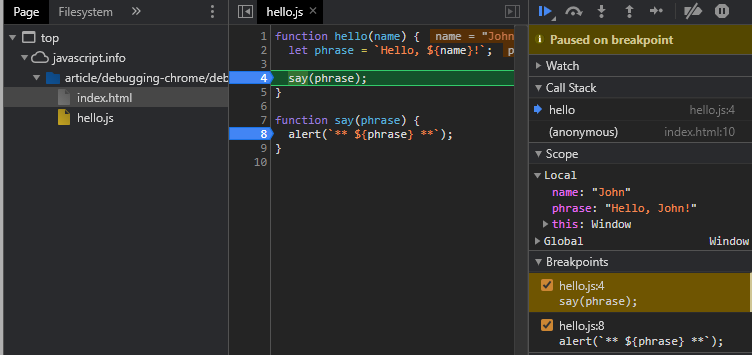 Page Filesystem »
top
javascript.info
article/debugging-chrome/deb
index.html
hello.js
hello.js ×
1 function hello(name) { name = "John
2 let phrase = `Hello, ${name}!`; p
3
4 say(phrase);
5 }
6
7 function say(phrase) {
8 alert(`** ${phrase} **`);
9 }
10
Paused on breakpoint
Watch
Call Stack
hello hello.js:4
(anonymous) index.html:10
Scope
Local
name: "John"
phrase: "Hello, John!"
this: Window
Global Window
Breakpoints
hello.js:4
say(phrase);
hello.js:8
alert(`** ${phrase} **`);